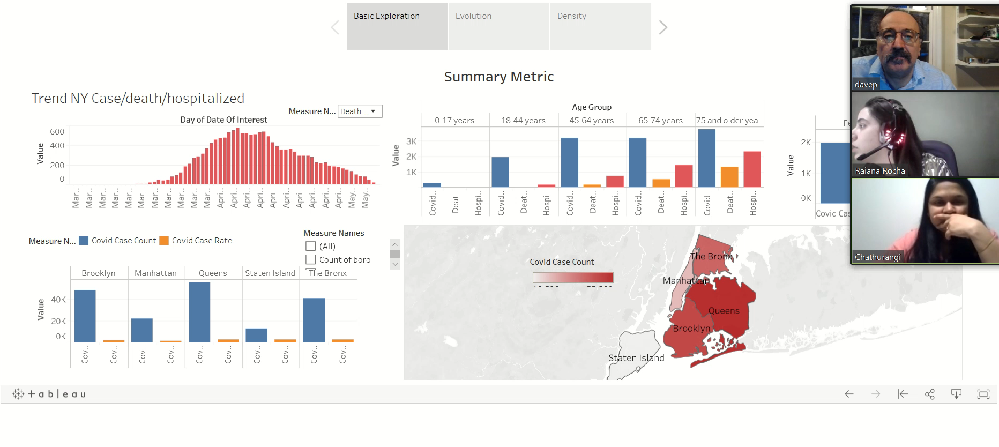 Basic Exploration
Evolution
Density
Summary Metric
Trend NY Case/death/hospitalized
Measure N... Death ...
Day of Date Of Interest
Value
600
400
200
0
Mar.. Mar.. Mar.. Mar.. Mar.. Mar.. Mar.. Mar.. Mar.. Mar.. Mar.. Apri.. Apri.. Apri.. Apri.. Apri.. Apri.. Apri.. Apri.. Apri.. Apri.. May.. May..
Age Group
0-17 years 18-44 years 45-64 years 65-74 years 75 and older yea..
Value
3K
2K
1K
Covid. Deat.. Hospi.. Covid. Deat.. Hospi.. Covid. Deat.. Hospi.. Covid. Deat.. Hospi.. Covid. Deat.. Hospi..
Fe
Value
2K
1K
0K
Covid Cas
davep
Raiana Rocha
Chathurangi
Measure N... Covid Case Count Covid Case Rate
Measure Names
(All)
Count of boro
Brooklyn Manhattan Queens Staten Island The Bronx
Value
40K
20K
0K
Cov.. Cov.. Cov.. Cov.. Cov.. Cov.. Cov.. Cov.. Cov.. Cov..
Covid Case Count
The Bronx
Manhattan
Queens
Brooklyn
Staten Island
+ableau